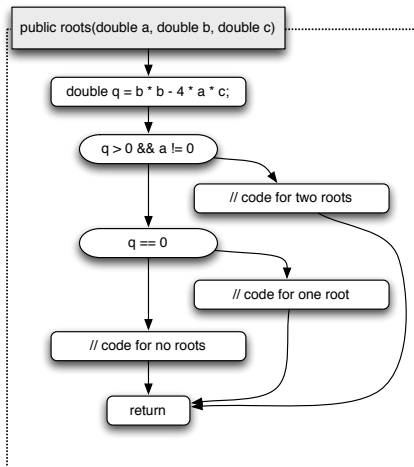 public roots(double a, double b, double c)
double q = b * b - 4 * a * c;
q > 0 && a != 0
// code for two roots
q == 0
// code for one root
// code for no roots
return